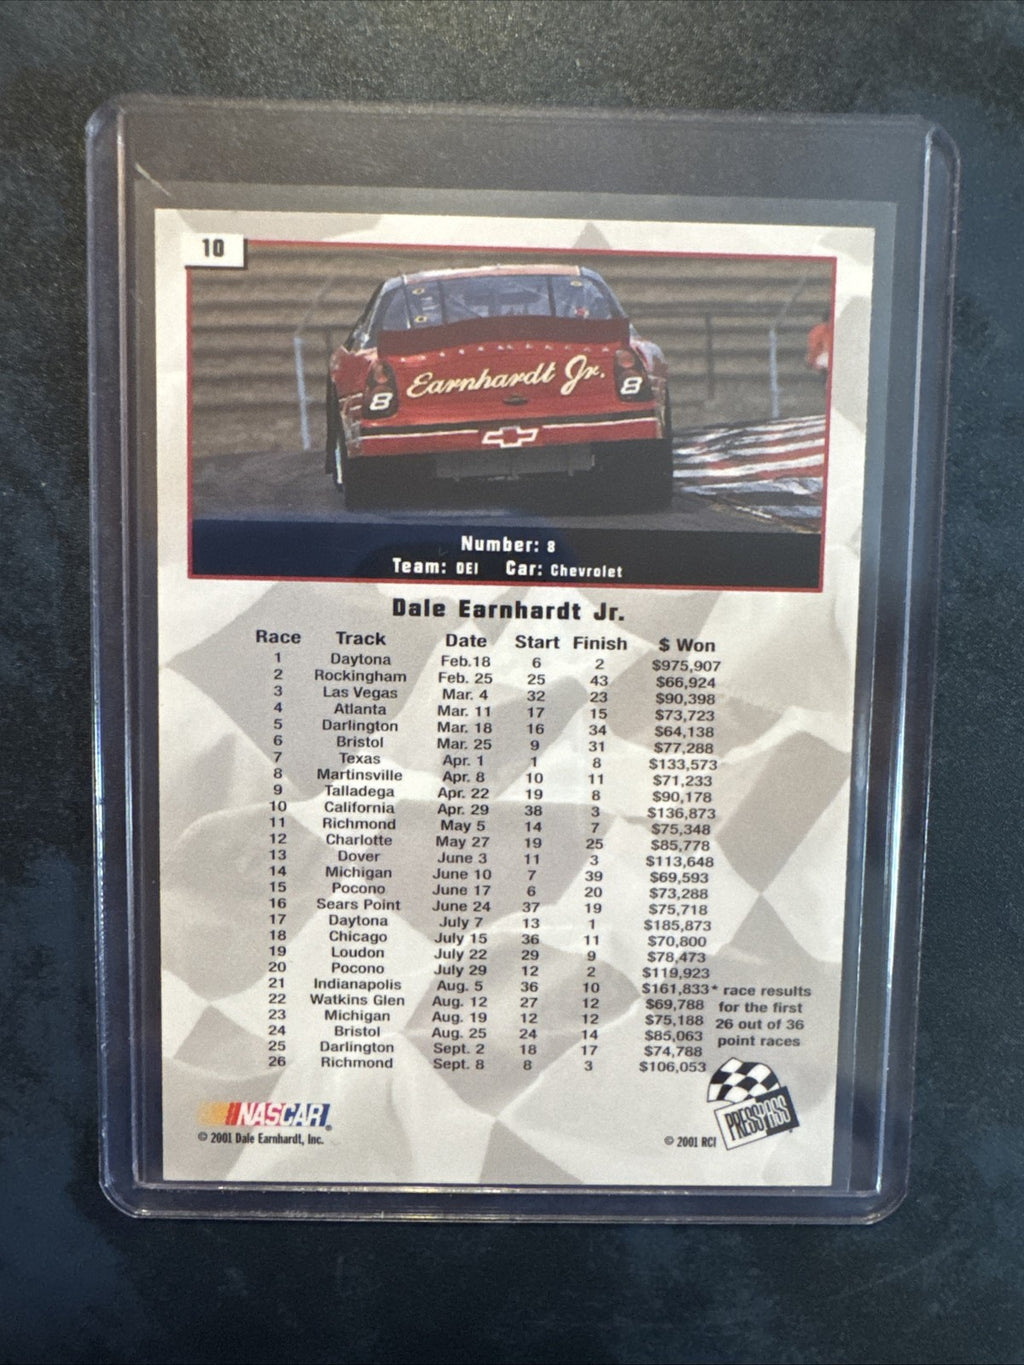 10
Earnhardt Jr.
8 8
Number: 8
Team: DEI Car: Chevrolet
Dale Earnhardt Jr.
Race Track Date Start Finish $ Won
1 Daytona Feb.18 6 2 $975,907
2 Rockingham Feb. 25 25 43 $66,924
3 Las Vegas Mar. 4 32 23 $90,398
4 Atlanta Mar. 11 17 15 $73,723
5 Darlington Mar. 18 16 34 $64,138
6 Bristol Mar. 25 9 31 $77,288
7 Texas Apr. 1 1 8 $133,573
8 Martinsville Apr. 8 10 11 $71,233
9 Talladega Apr. 22 19 8 $90,178
10 California Apr. 29 38 3 $136,873
11 Richmond May 5 14 7 $75,348
12 Charlotte May 27 19 25 $85,778
13 Dover June 3 11 3 $113,648
14 Michigan June 10 7 39 $69,593
15 Pocono June 17 6 20 $73,288
16 Sears Point June 24 37 19 $75,718
17 Daytona July 7 13 1 $185,873
18 Chicago July 15 36 11 $70,800
19 Loudon July 22 29 9 $78,473
20 Pocono July 29 12 2 $119,923
21 Indianapolis Aug. 5 36 10 $161,833 * race results
22 Watkins Glen Aug. 12 27 12 $69,788 for the first
23 Michigan Aug. 19 12 12 $75,188 26 out of 36
24 Bristol Aug. 25 24 14 $85,063 point races
25 Darlington Sept. 2 18 17 $74,788
26 Richmond Sept. 8 8 3 $106,053
NASCAR®
PRESS PASS
© 2001 Dale Earnhardt, Inc. © 2001 RCI